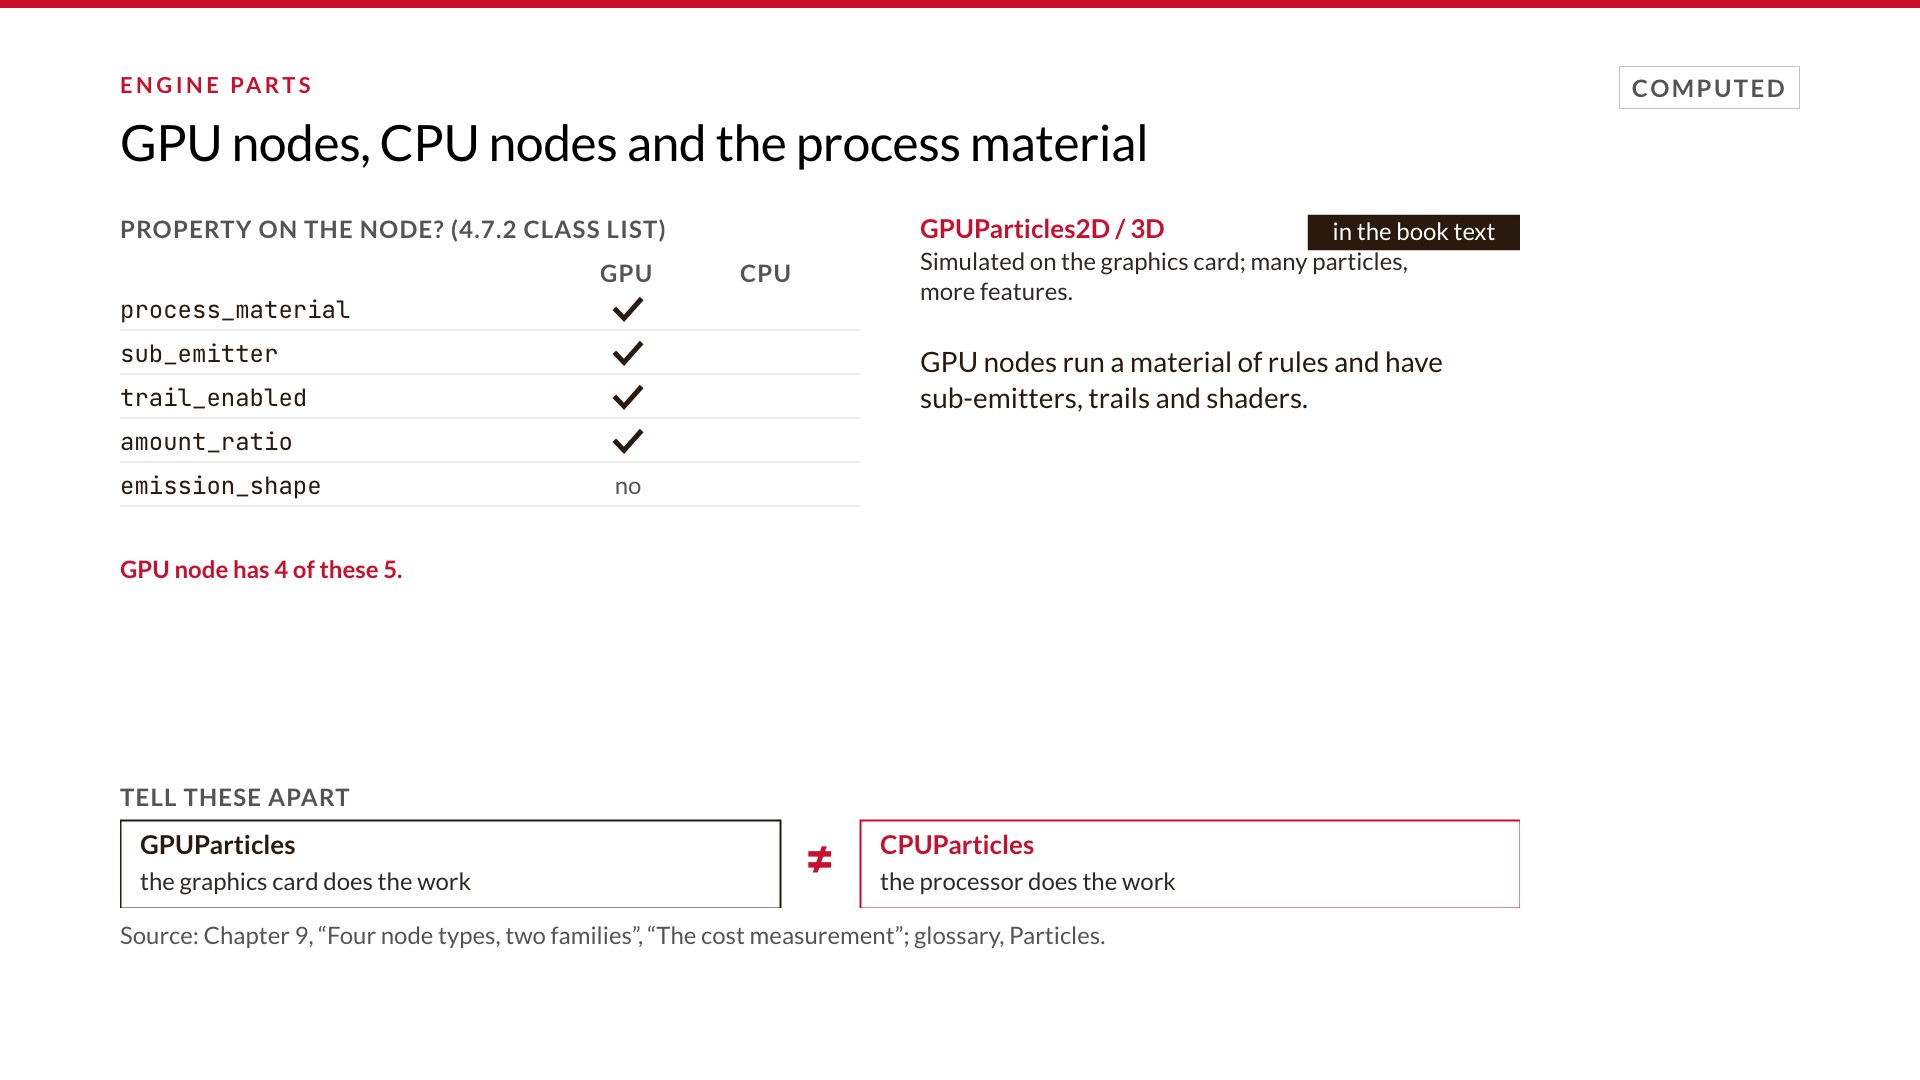 ENGINE PARTS
COMPUTED
GPU nodes, CPU nodes and the process material
PROPERTY ON THE NODE? (4.7.2 CLASS LIST)
GPU CPU
process_material
sub_emitter
trail_enabled
amount_ratio
emission_shape no
GPU node has 4 of these 5.
GPUParticles2D / 3D
in the book text
Simulated on the graphics card; many particles,
more features.
GPU nodes run a material of rules and have
sub-emitters, trails and shaders.
TELL THESE APART
GPUParticles
the graphics card does the work
≠
CPUParticles
the processor does the work
Source: Chapter 9, “Four node types, two families”, “The cost measurement”; glossary, Particles.